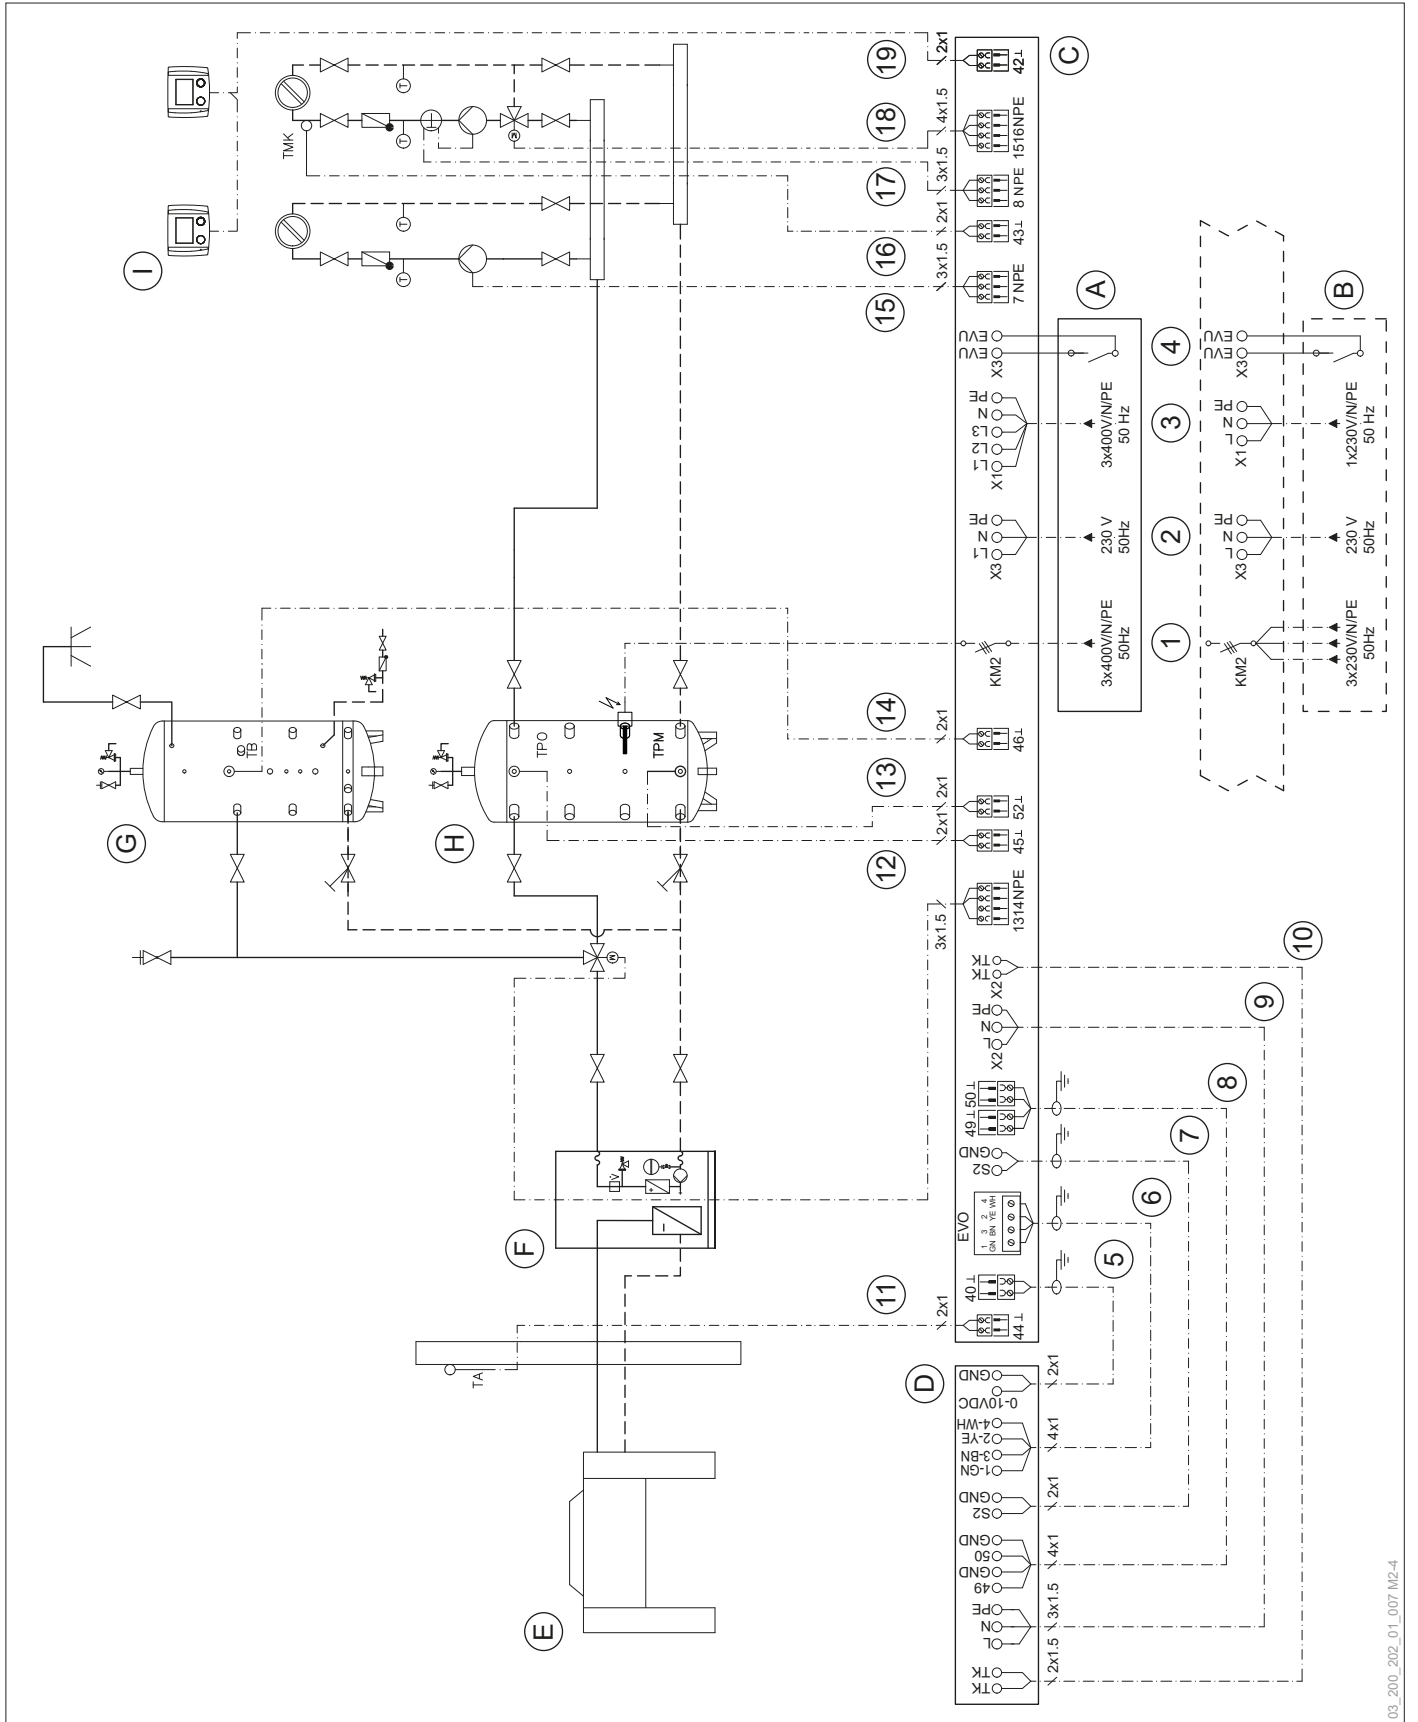 I
TMK
T
T
T
T
M
19
2x1
42 ⊥
C
18
4x1.5
1516NPE
17
3x1.5
8 NPE
2x1
43 ⊥
16
3x1.5
7 NPE
15
A
EVU
EVU
X3
4
EVU
EVU
X3
B
PE
N
L3
L2
L1
X1
3x400V/N/PE
50 Hz
3
PE
N
L
X1
1x230V/N/PE
50 Hz
PE
N
L1
X3
230 V
50Hz
2
PE
N
L
X3
230 V
50Hz
KM2
3x400V/N/PE
50Hz
1
KM2
3x230V/N/PE
50Hz
G
TB
H
TPO
TPM
14
2x1
46 ⊥
13
2x1
52 ⊥
2x1
45 ⊥
12
3x1.5
1314NPE
M
TK
TK
X2
10
PE
N
L
X2
9
50 ⊥
49 ⊥
8
GND
S2
7
EVO
1 3 2 4
GN BN YE WH
6
40 ⊥
5
11
2x1
44 ⊥
F
V̇
+
−
TA
E
D
GND
0-10VDC
2x1
4-WH
2-YE
3-BN
1-GN
4x1
GND
S2
2x1
GND
50
GND
49
4x1
PE
N
L
3x1.5
TK
TK
2x1.5
03_200_202_01_007 M2-4